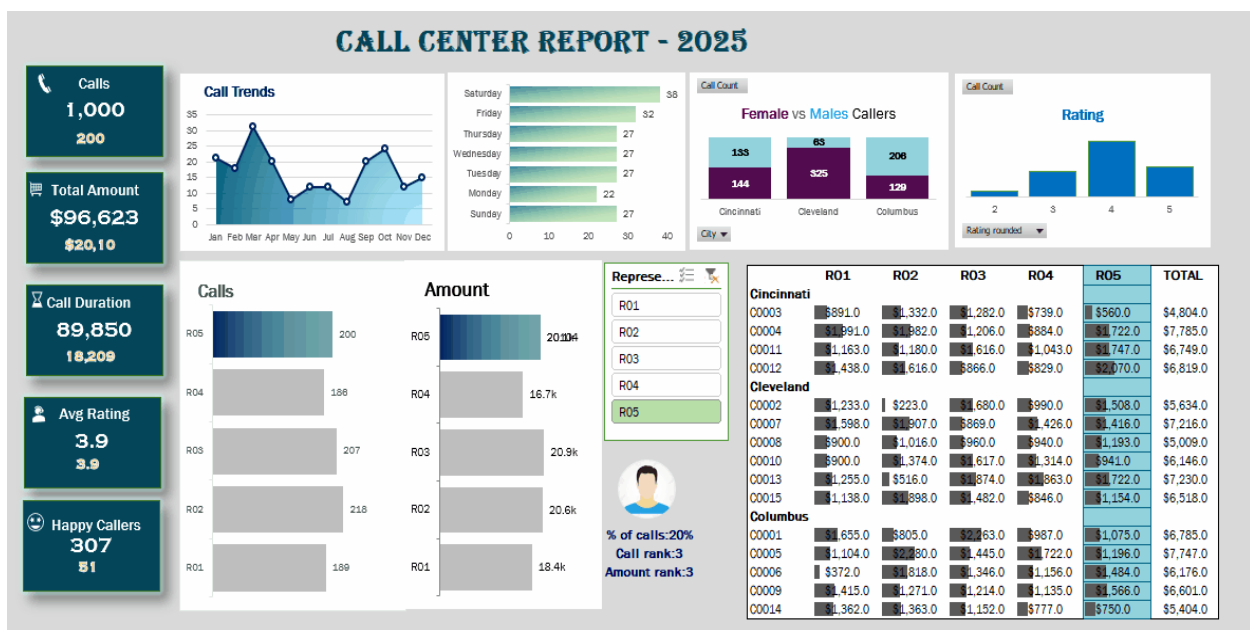 CALL CENTER REPORT - 2025
Calls
1,000
200
Total Amount
$96,623
$20,10
Call Duration
89,850
18,209
Avg Rating
3.9
3.9
Happy Callers
307
51
Call Trends
35
30
25
20
15
10
5
0
Jan Feb Mar Apr May Jun Jul Aug Sep Oct Nov Dec
Saturday 38
Friday 32
Thursday 27
Wednesday 27
Tuesday 27
Monday 22
Sunday 27
0 10 20 30 40
Call Count
Female vs Males Callers
133 63 206
144 325 129
Cincinnati Cleveland Columbus
City
Call Count
Rating
2 3 4 5
Rating rounded
Calls
R05 200
R04 186
R03 207
R02 218
R01 189
Amount
R05
R04 16.7k
R03 20.9k
R02 20.6k
R01 18.4k
Represe...
R01
R02
R03
R04
R05
% of calls:20%
Call rank:3
Amount rank:3
R01 R02 R03 R04 R05 TOTAL
Cincinnati
C0003 $891.0 $1,332.0 $1,282.0 $739.0 $560.0 $4,804.0
C0004 $1,991.0 $1,982.0 $1,206.0 $884.0 $1,722.0 $7,785.0
C0011 $1,163.0 $1,180.0 $1,616.0 $1,043.0 $1,747.0 $6,749.0
C0012 $1,438.0 $1,616.0 $866.0 $829.0 $2,070.0 $6,819.0
Cleveland
C0002 $1,233.0 $223.0 $1,680.0 $990.0 $1,508.0 $5,634.0
C0007 $1,598.0 $1,907.0 $869.0 $1,426.0 $1,416.0 $7,216.0
C0008 $900.0 $1,016.0 $960.0 $940.0 $1,193.0 $5,009.0
C0010 $900.0 $1,374.0 $1,617.0 $1,314.0 $941.0 $6,146.0
C0013 $1,255.0 $516.0 $1,874.0 $1,863.0 $1,722.0 $7,230.0
C0015 $1,138.0 $1,898.0 $1,482.0 $846.0 $1,154.0 $6,518.0
Columbus
C0001 $1,655.0 $805.0 $2,263.0 $987.0 $1,075.0 $6,785.0
C0005 $1,104.0 $2,280.0 $1,445.0 $1,722.0 $1,196.0 $7,747.0
C0006 $372.0 $1,818.0 $1,346.0 $1,156.0 $1,484.0 $6,176.0
C0009 $1,415.0 $1,271.0 $1,214.0 $1,135.0 $1,566.0 $6,601.0
C0014 $1,362.0 $1,363.0 $1,152.0 $777.0 $750.0 $5,404.0